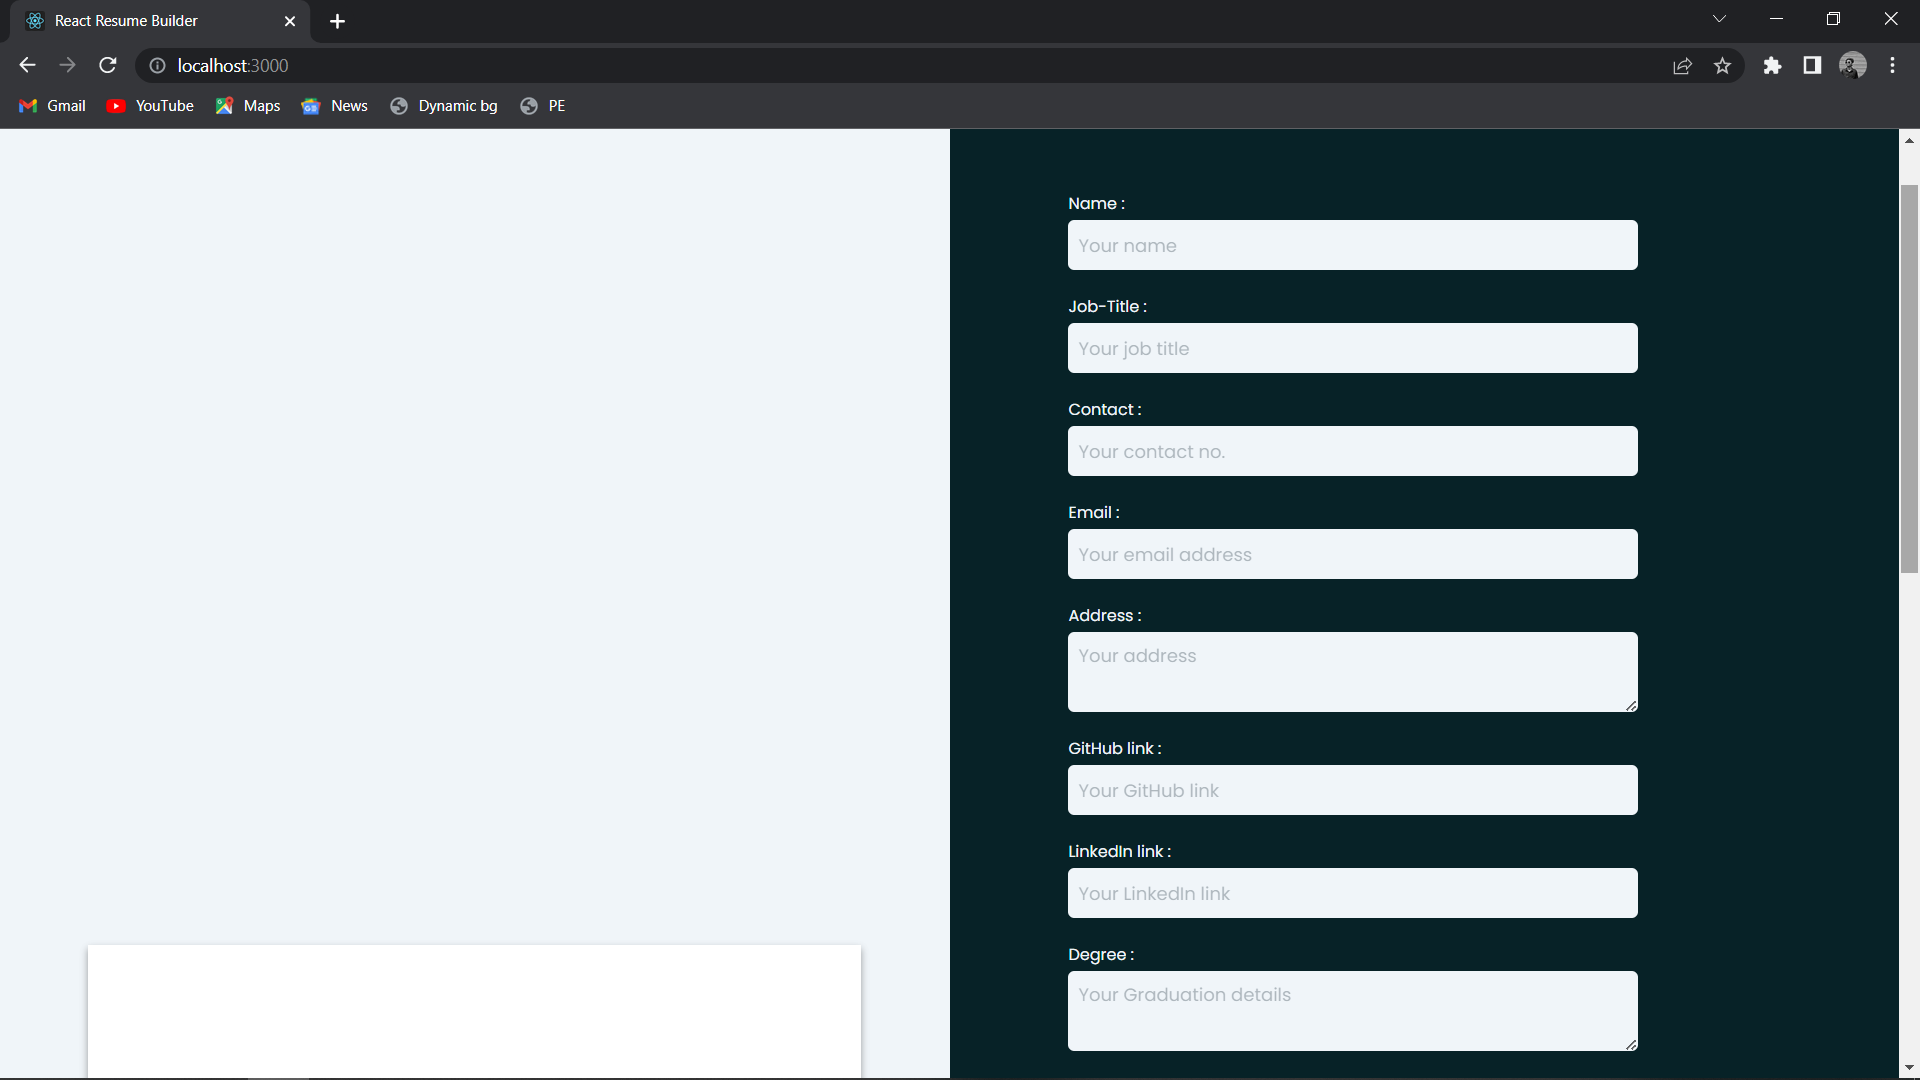 React Resume Builder
localhost:3000
Gmail YouTube Maps News Dynamic bg PE
Name :
Your name
Job-Title :
Your job title
Contact :
Your contact no.
Email :
Your email address
Address :
Your address
GitHub link :
Your GitHub link
LinkedIn link :
Your LinkedIn link
Degree :
Your Graduation details